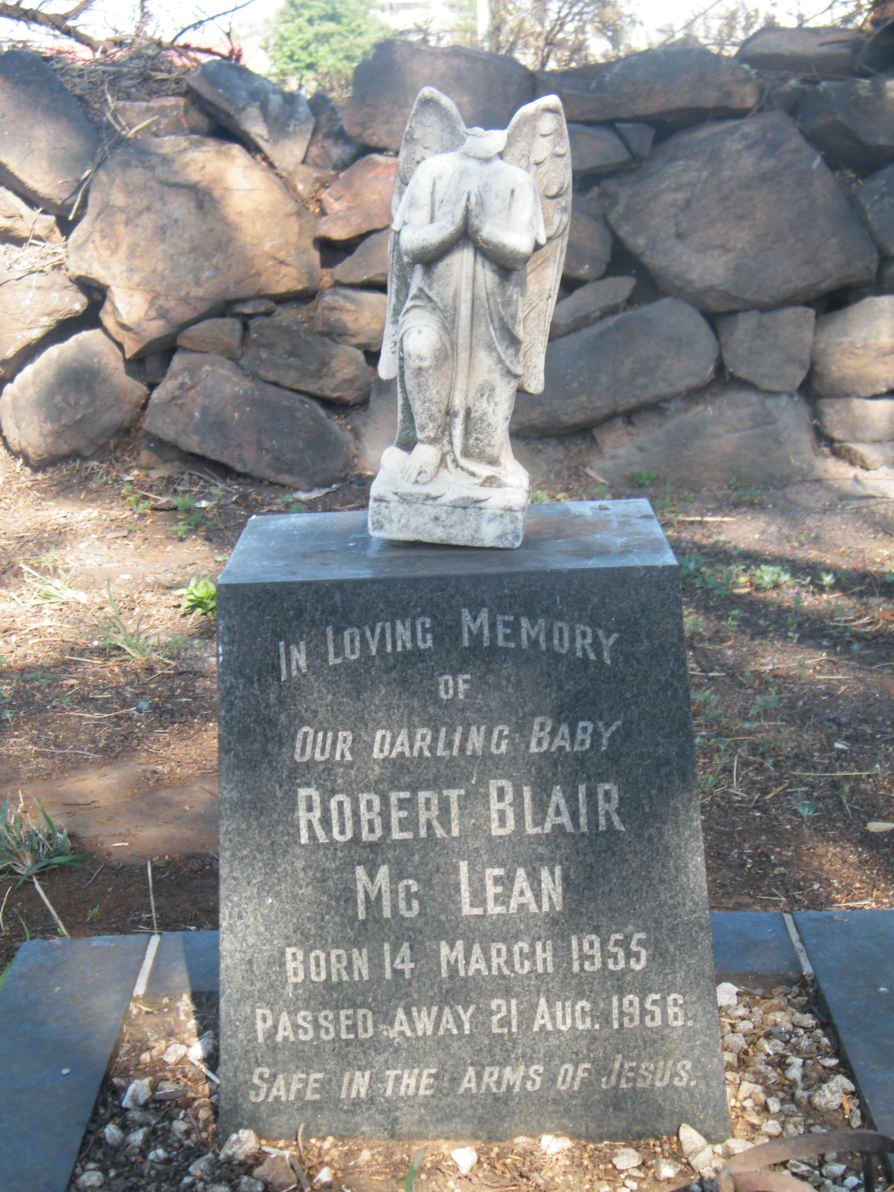 IN LOVING MEMORY
OF
OUR DARLING BABY
ROBERT BLAIR
MC LEAN
BORN 14 MARCH 1955
PASSED AWAY 21 AUG. 1956.
SAFE IN THE ARMS OF JESUS.